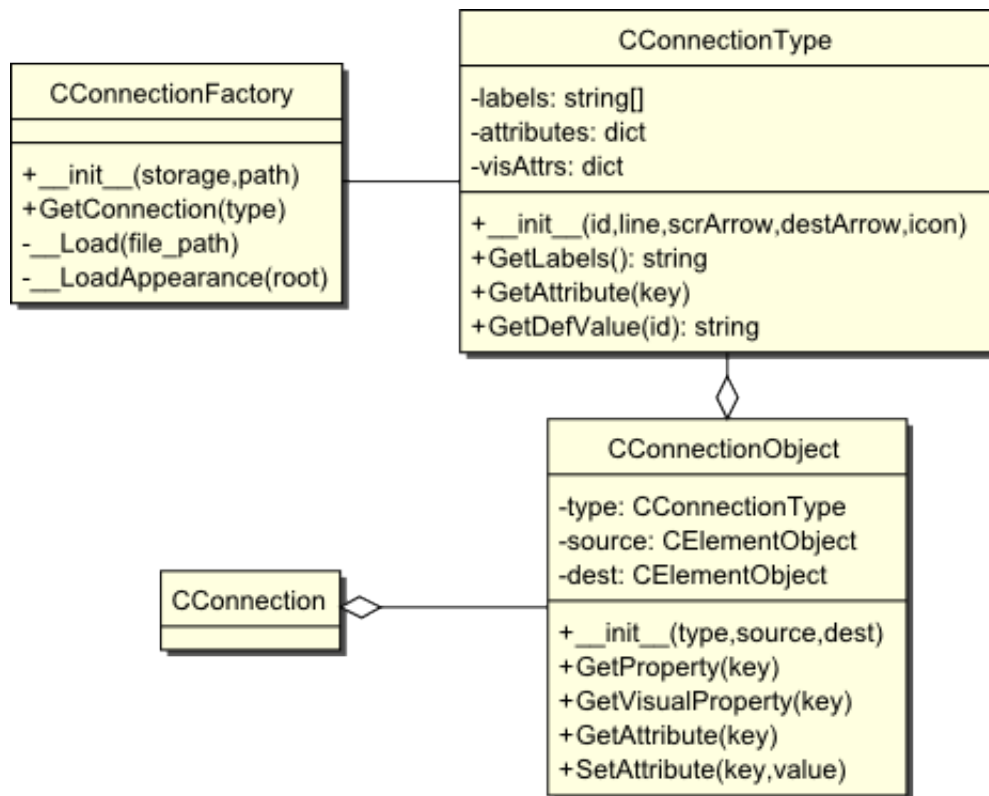 CConnectionFactory
+__init__(storage,path)
+GetConnection(type)
-__Load(file_path)
-__LoadAppearance(root)
CConnectionType
-labels: string[]
-attributes: dict
-visAttrs: dict
+__init__(id,line,scrArrow,destArrow,icon)
+GetLabels(): string
+GetAttribute(key)
+GetDefValue(id): string
CConnection
CConnectionObject
-type: CConnectionType
-source: CElementObject
-dest: CElementObject
+__init__(type,source,dest)
+GetProperty(key)
+GetVisualProperty(key)
+GetAttribute(key)
+SetAttribute(key,value)